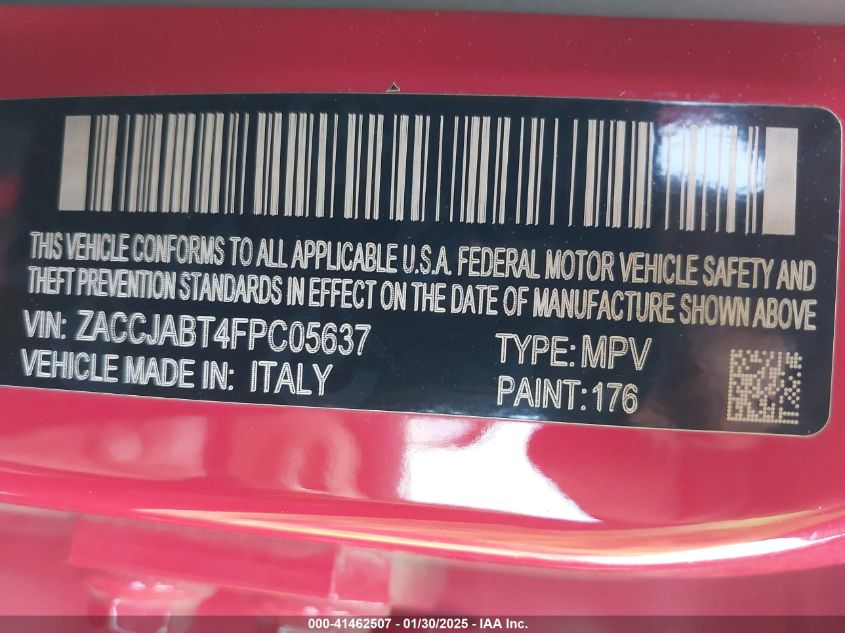 THIS VEHICLE CONFORMS TO ALL APPLICABLE U.S.A. FEDERAL MOTOR VEHICLE SAFETY AND
THEFT PREVENTION STANDARDS IN EFFECT ON THE DATE OF MANUFACTURE SHOWN ABOVE
VIN: ZACCJABT4FPC05637 TYPE: MPV
VEHICLE MADE IN: ITALY PAINT: 176
000-41462507 - 01/30/2025 - IAA Inc.